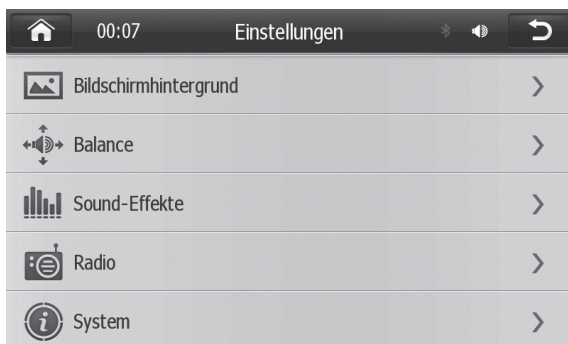 00:07 Einstellungen
Bildschirmhintergrund
Balance
Sound-Effekte
Radio
System